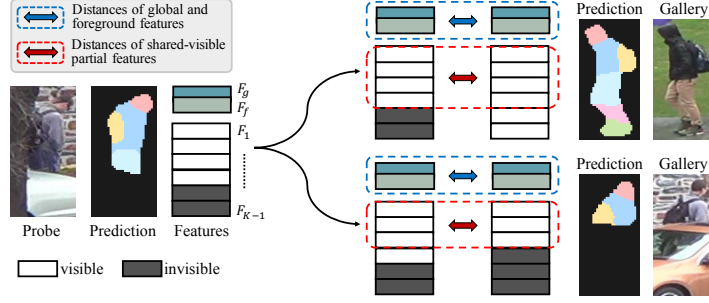 Distances of global and
foreground features
Distances of shared-visible
partial features
F_g
F_f
F_1
F_{K−1}
Probe
Prediction
Features
visible
invisible
Prediction
Gallery
Prediction
Gallery